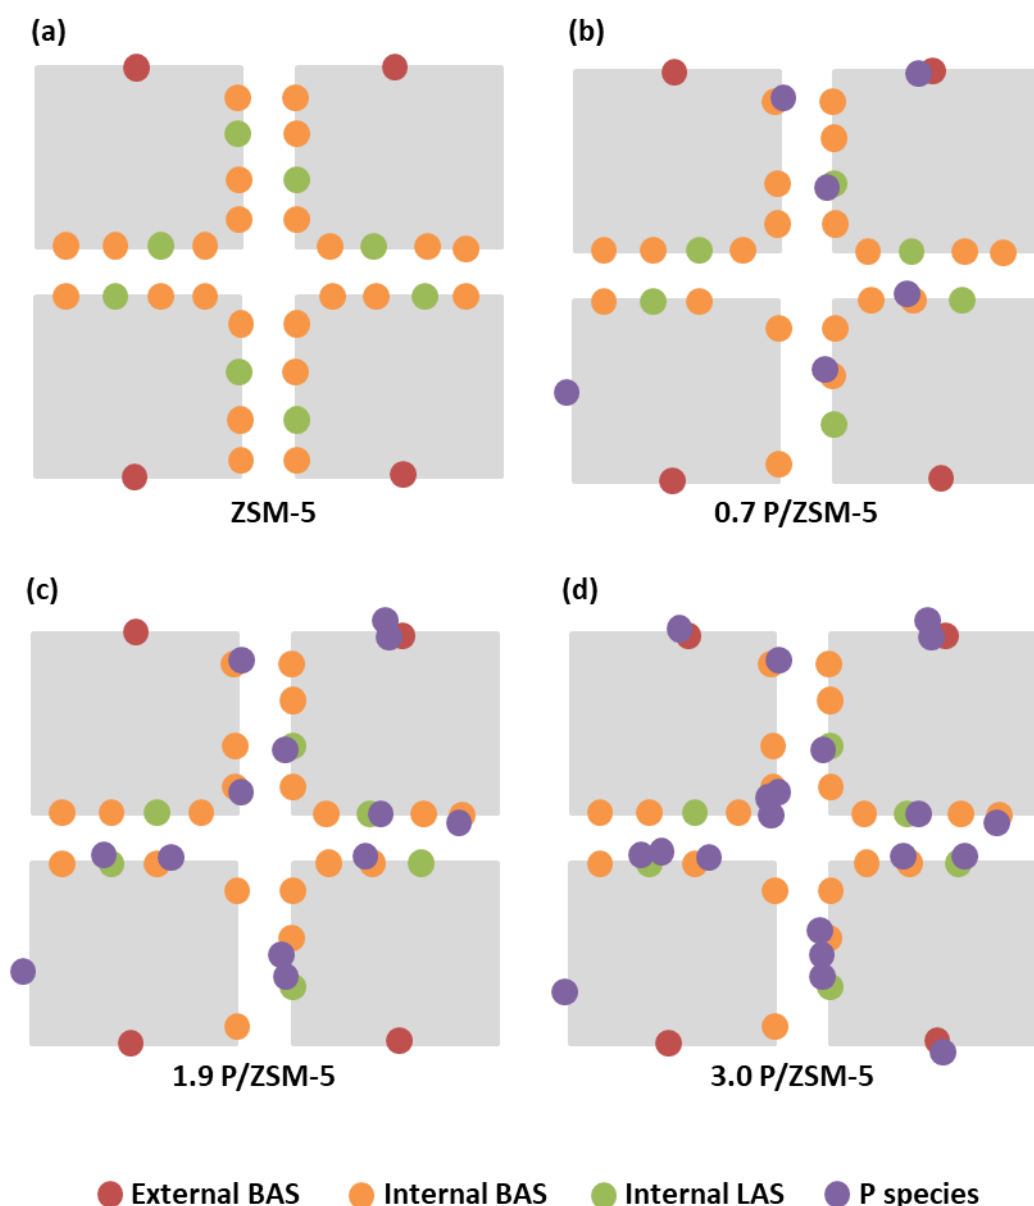 (a)
(b)
ZSM-5
0.7 P/ZSM-5
(c)
(d)
1.9 P/ZSM-5
3.0 P/ZSM-5
External BAS Internal BAS Internal LAS P species